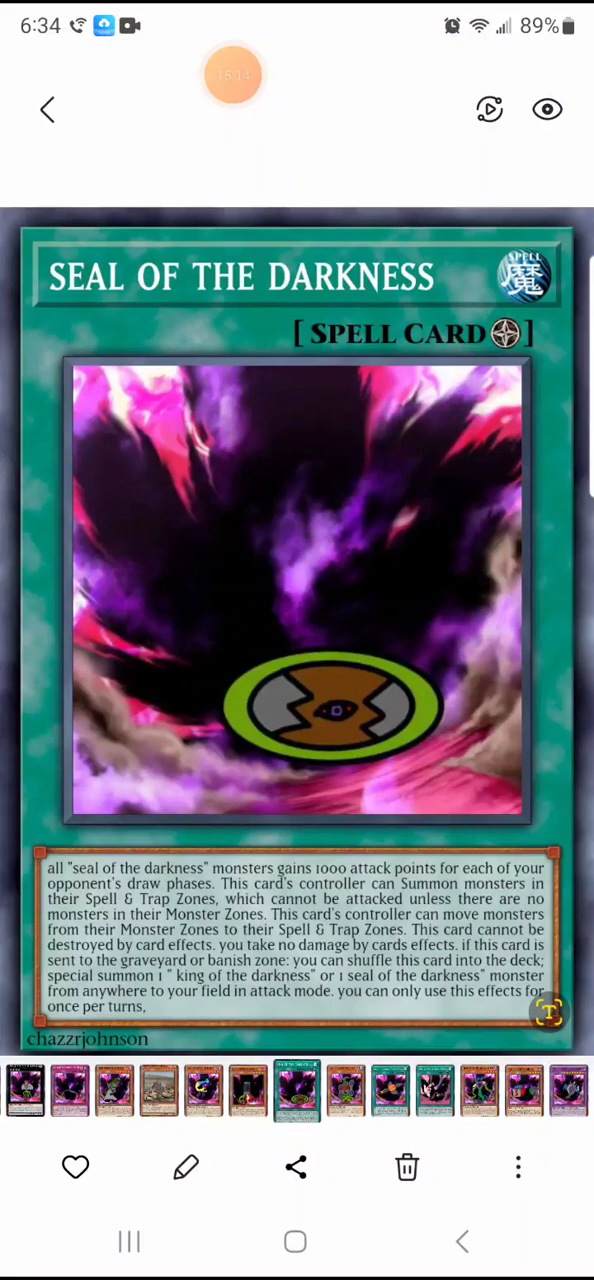 6:34 89%
15:14
SEAL OF THE DARKNESS
SPELL
魔
[ SPELL CARD ]
all "seal of the darkness" monsters gains 1000 attack points for each of your
opponent's draw phases. This card's controller can Summon monsters in
their Spell & Trap Zones, which cannot be attacked unless there are no
monsters in their Monster Zones. This card's controller can move monsters
from their Monster Zones to their Spell & Trap Zones. This card cannot be
destroyed by card effects. you take no damage by cards effects. if this card is
sent to the graveyard or banish zone: you can shuffle this card into the deck;
special summon 1 " king of the darkness" or 1 seal of the darkness" monster
from anywhere to your field in attack mode. you can only use this effects for
once per turns,
T
chazzrjohnson